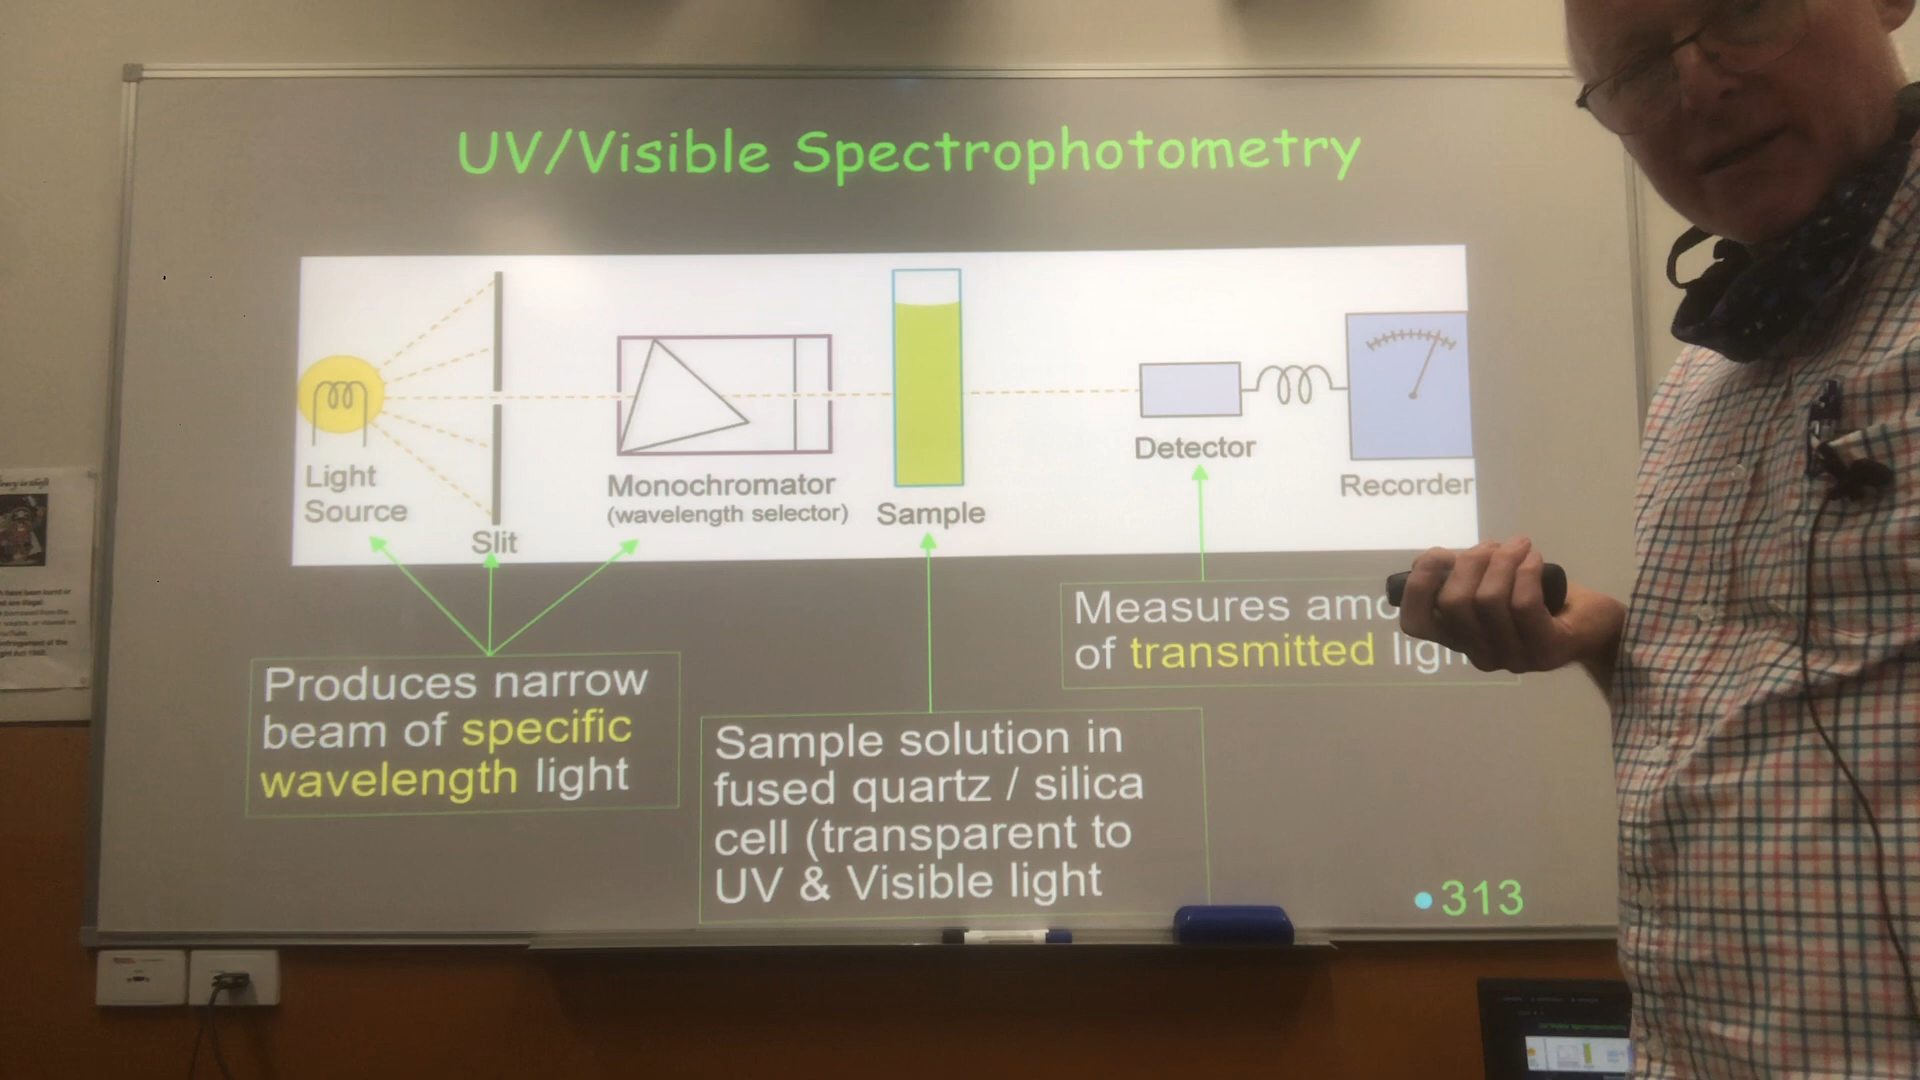 UV/Visible Spectrophotometry
Light
Source
Slit
Monochromator
(wavelength selector)
Sample
Detector
Recorder
Produces narrow
beam of specific
wavelength light
Sample solution in
fused quartz / silica
cell (transparent to
UV & Visible light
Measures
of transmitted
•313